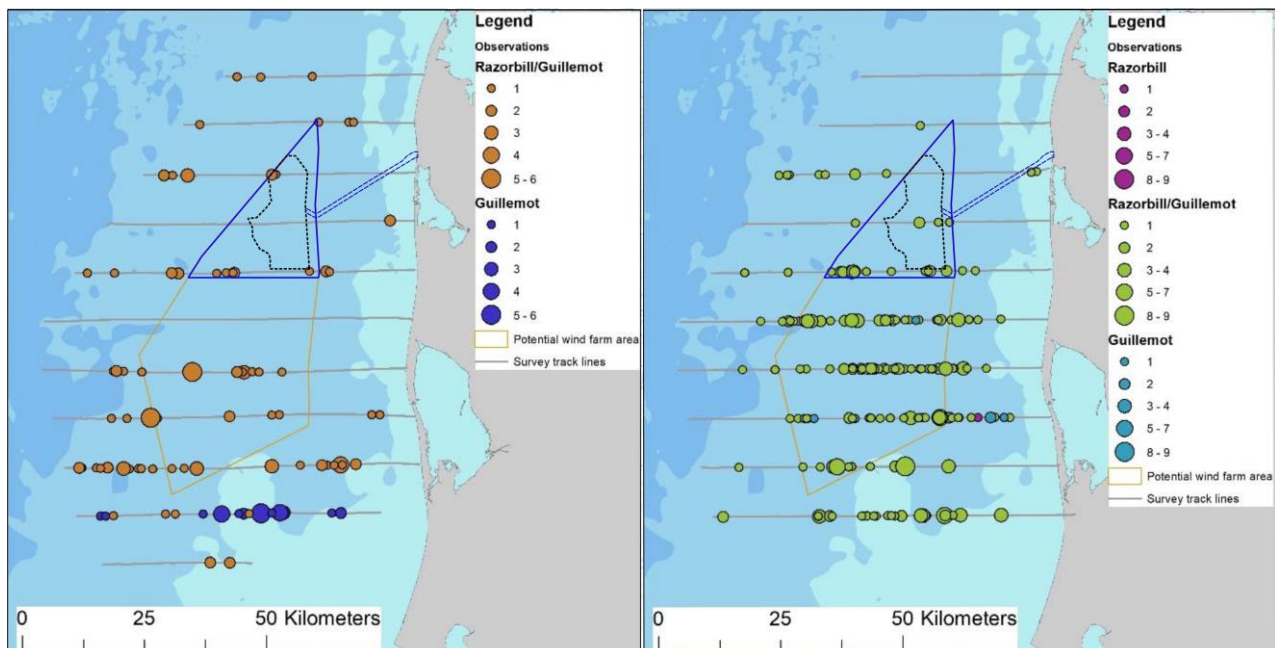 Legend
Observations
Razorbill/Guillemot
1
2
3
4
5 - 6
Guillemot
1
2
3
4
5 - 6
Potential wind farm area
Survey track lines
0 25 50 Kilometers
Legend
Observations
Razorbill
1
2
3 - 4
5 - 7
8 - 9
Razorbill/Guillemot
1
2
3 - 4
5 - 7
8 - 9
Guillemot
1
2
3 - 4
5 - 7
8 - 9
Potential wind farm area
Survey track lines
0 25 50 Kilometers